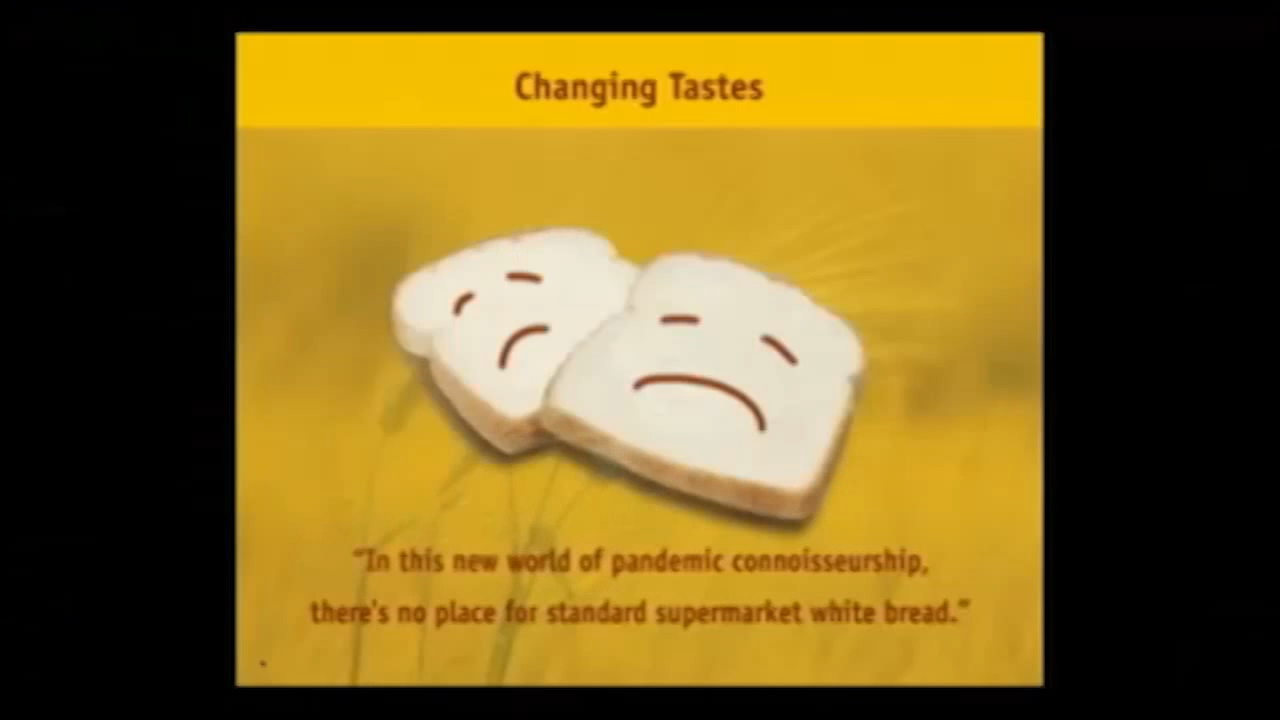 Changing Tastes
“In this new world of pandemic connoisseurship,
there's no place for standard supermarket white bread.”